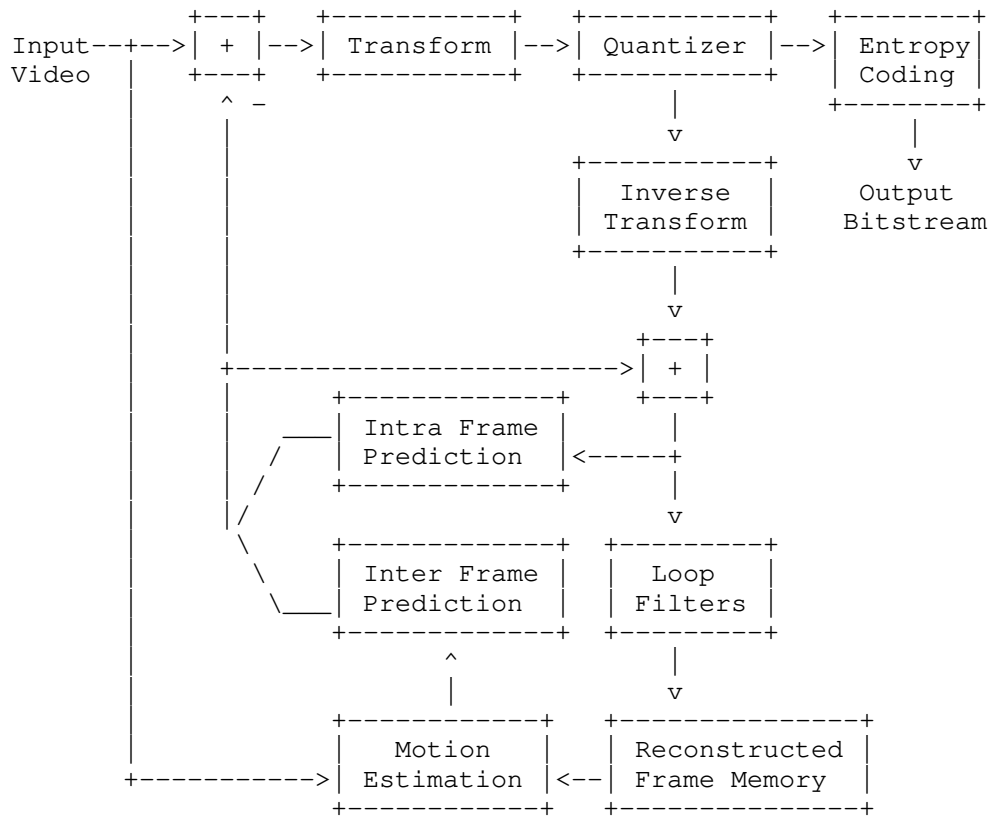 +---+ +-----------+ +-----------+ +--------+
Input--+-->| + |-->| Transform |-->| Quantizer |-->| Entropy
Video +---+ +-----------+ +-----------+ | Coding |
^ - +--------+
v
+-----------+ v
Inverse Output
Transform Bitstream
+-----------+
v
+---+
+------------------------>| + |
+-------------+ +---+
Intra Frame
Prediction |<-----+
+-------------+
v
+-------------+ +---------+
Inter Frame Loop
Prediction Filters
+-------------+ +---------+
^
v
+------------+ +---------------+
Motion Reconstructed
+----------->| Estimation |<--| Frame Memory
+------------+ +---------------+